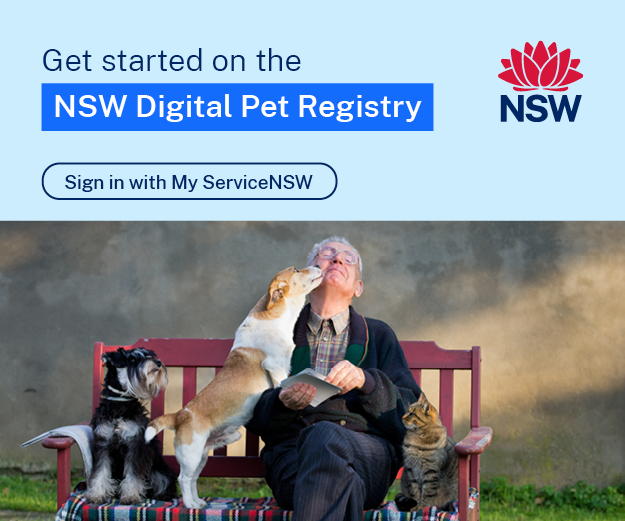 Get started on the
NSW Digital Pet Registry
NSW
Sign in with My ServiceNSW